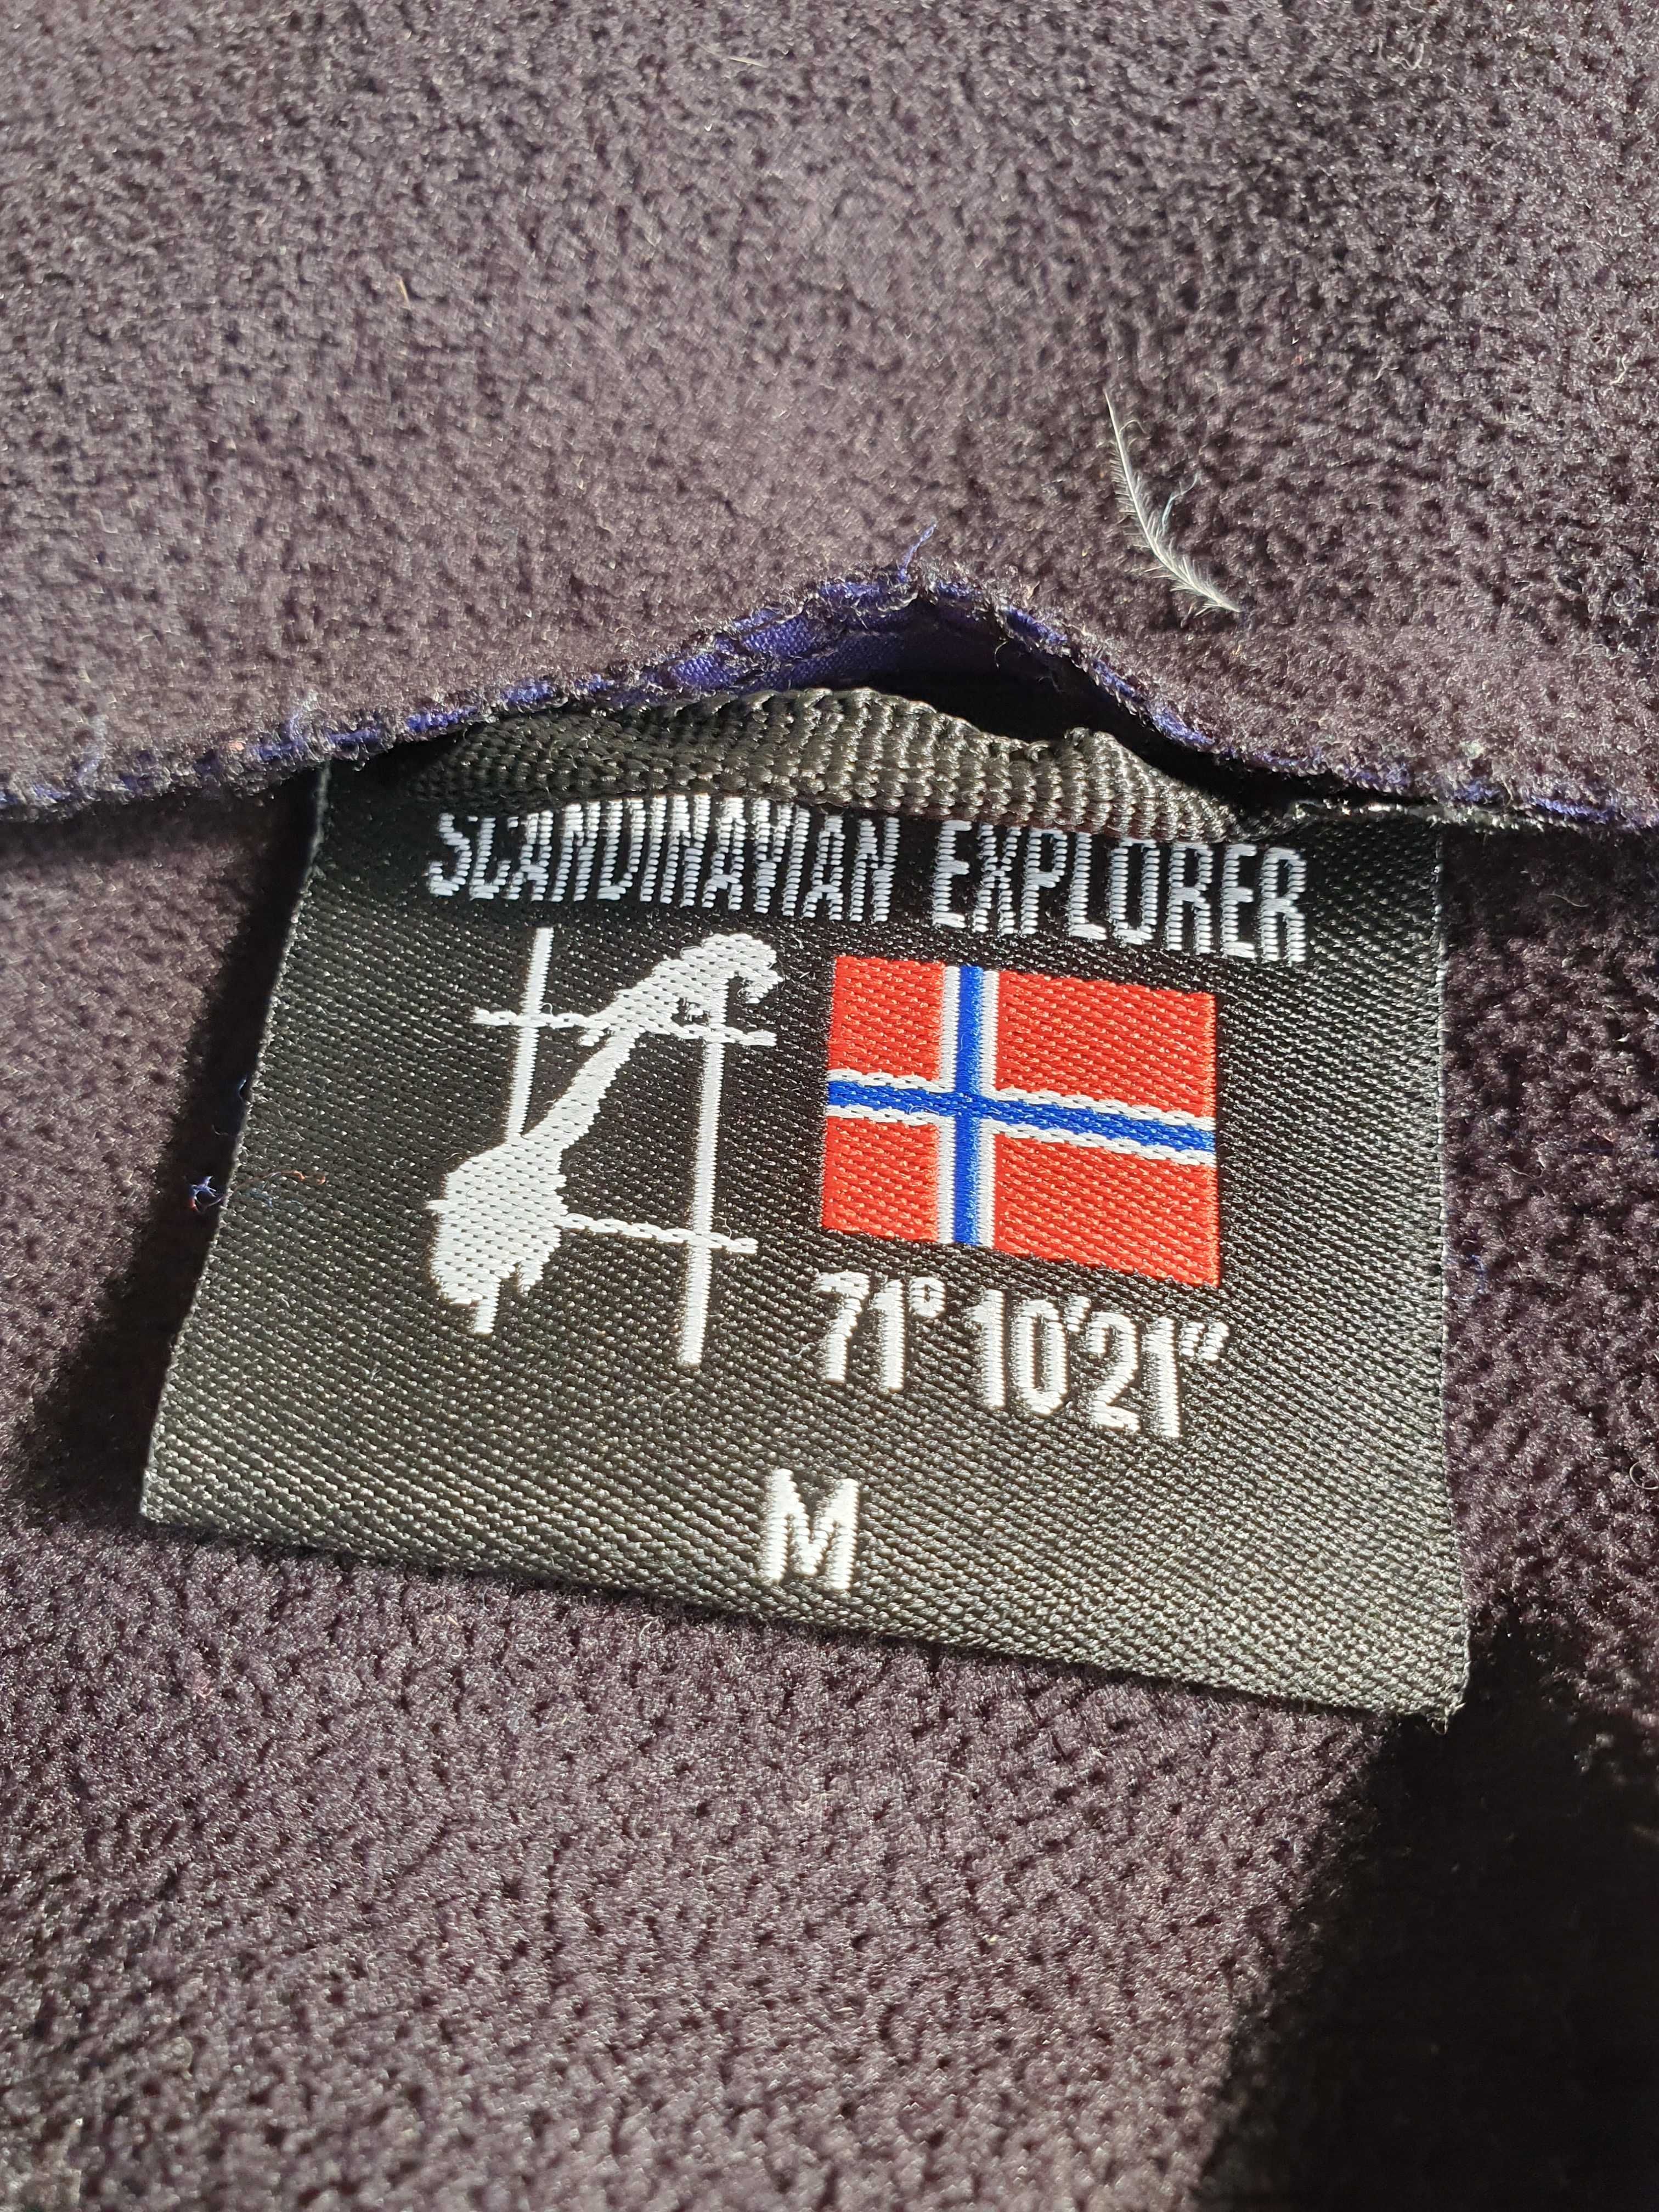 SCANDINAVIAN EXPLORER
71° 10'21"
M